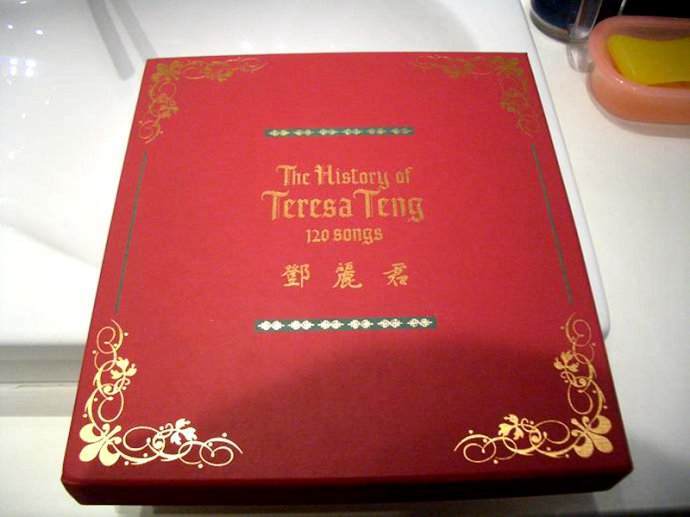 The History of
Teresa Teng
120 songs
鄧麗君